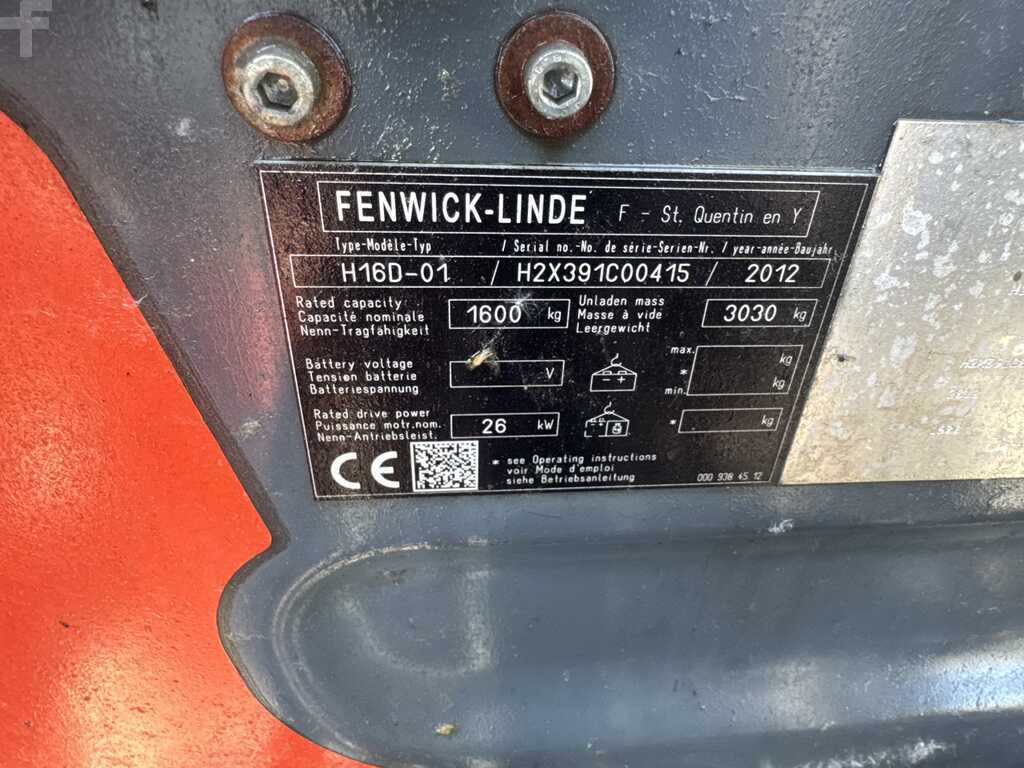 FENWICK-LINDE F - St. Quentin en Y
Type-Modèle-Typ / Serial no.-No. de série-Serien-Nr. / year-année-Baujahr
H16D-01 / H2X391C00415 / 2012
Rated capacity
Capacité nominale
Nenn-Tragfähigkeit
1600 kg
Unladen mass
Masse à vide
Leergewicht
3030 kg
Battery voltage
Tension batterie
Batteriespannung
V
max.
*
min.
kg
kg
Rated drive power
Puissance motr.nom.
Nenn-Antriebsleist.
26 kW
* kg
CE
* see Operating instructions
voir Mode d'emploi
siehe Betriebsanleitung
000 938 45 12